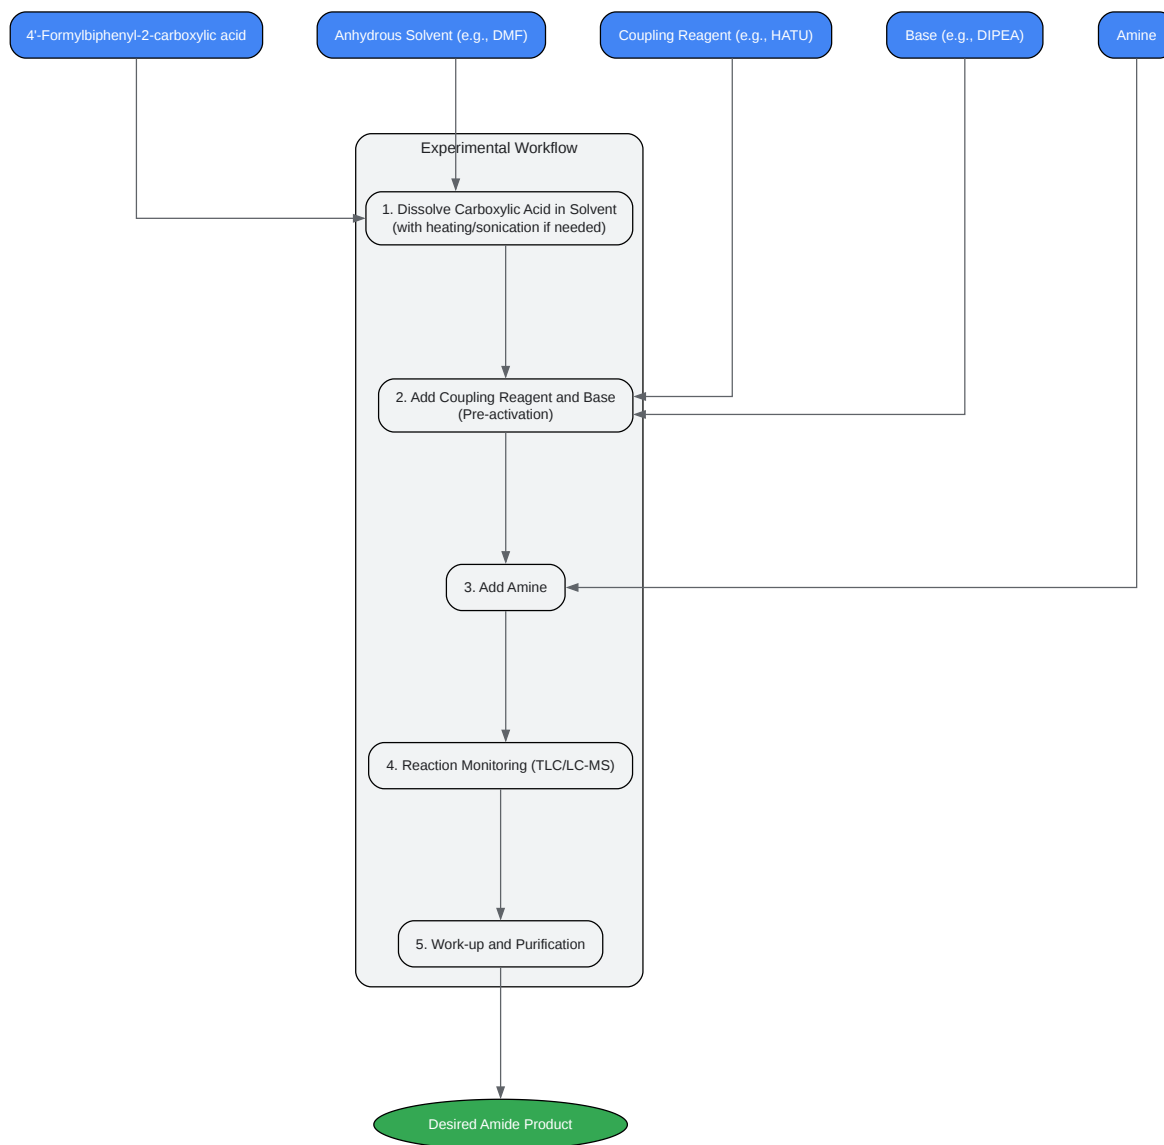 4'-Formylbiphenyl-2-carboxylic acid
Anhydrous Solvent (e.g., DMF)
Coupling Reagent (e.g., HATU)
Base (e.g., DIPEA)
Amine
Experimental Workflow
1. Dissolve Carboxylic Acid in Solvent
(with heating/sonication if needed)
2. Add Coupling Reagent and Base
(Pre-activation)
3. Add Amine
4. Reaction Monitoring (TLC/LC-MS)
5. Work-up and Purification
Desired Amide Product